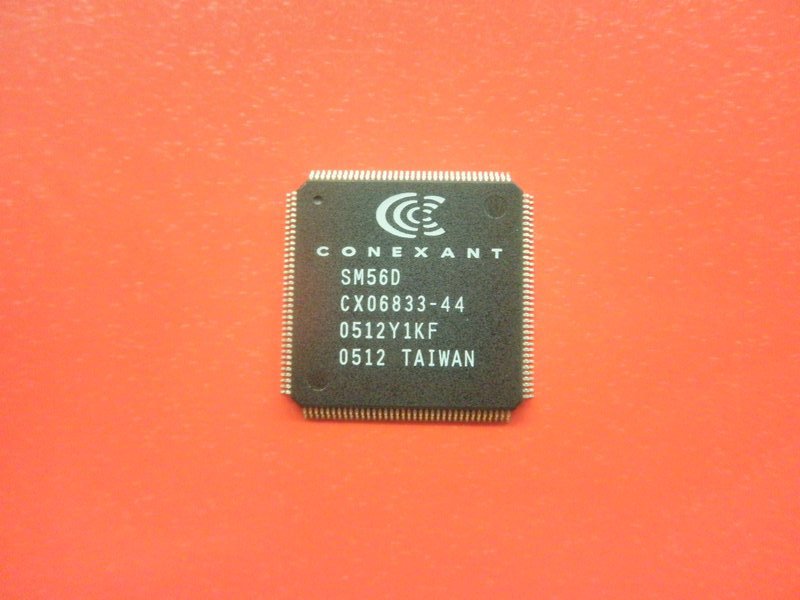 CONEXANT
SM56D
CX06833-44
0512Y1KF
0512 TAIWAN